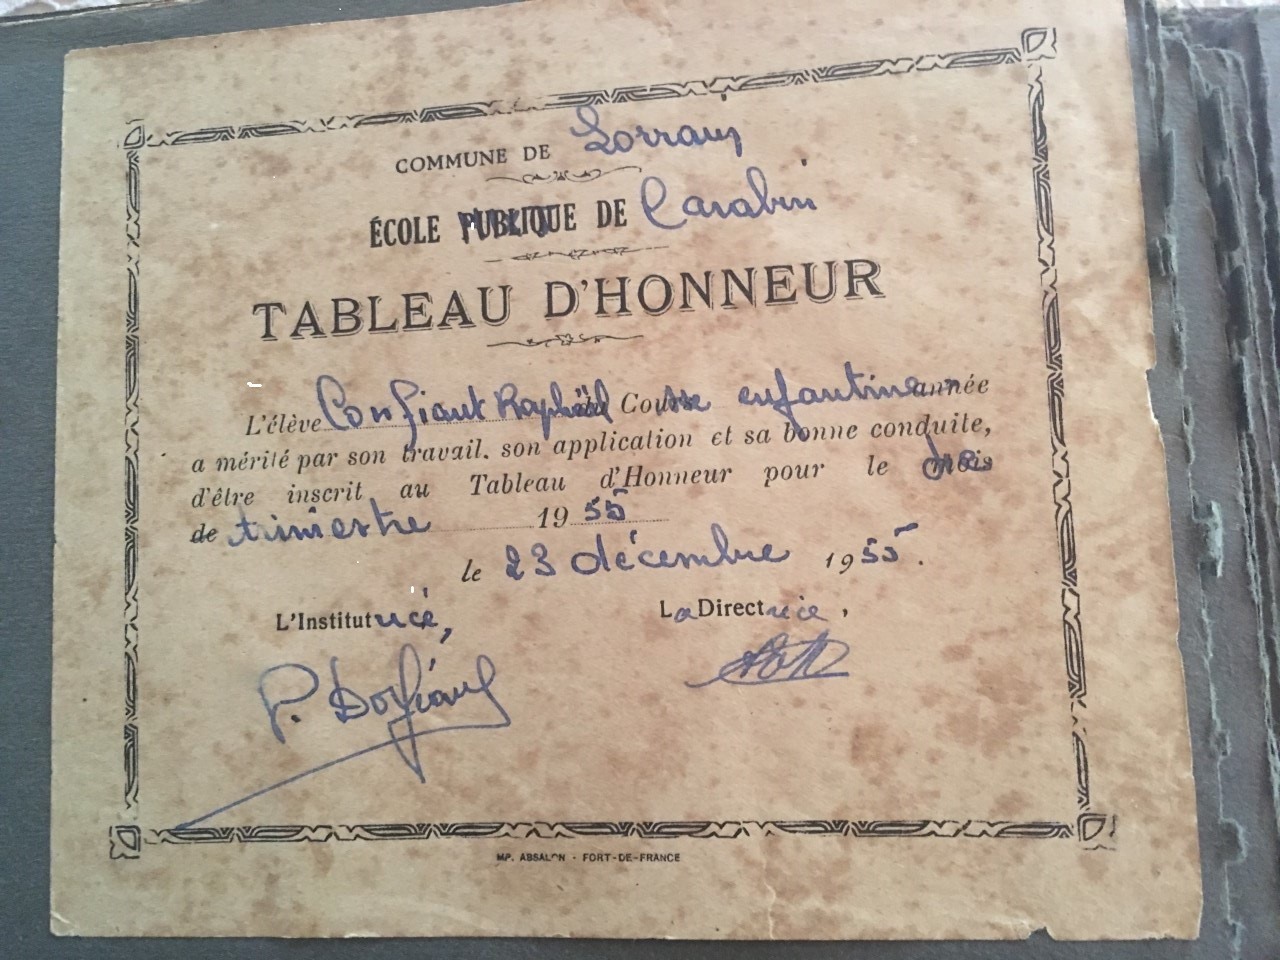 COMMUNE DE Lorrain
ÉCOLE PUBLIQUE DE Carabin
TABLEAU D'HONNEUR
L'élève Confiant Raphaël Cours enfantine année
a mérité par son travail, son application et sa bonne conduite,
d'être inscrit au Tableau d'Honneur pour le mois
de trimestre 1955
le 23 décembre 1955.
L'Institutrice,
La Directrice,
P. Dorléans
IMP. ABSALON - FORT-DE-FRANCE